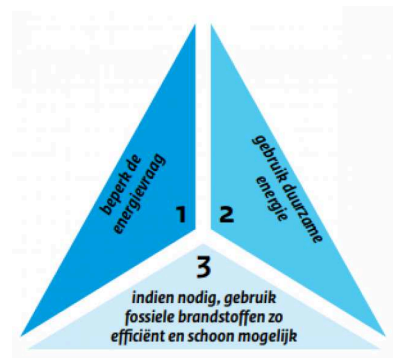 beperk de
energievraag
1
2
gebruik duurzame
energie
3
indien nodig, gebruik
fossiele brandstoffen zo
efficiënt en schoon mogelijk